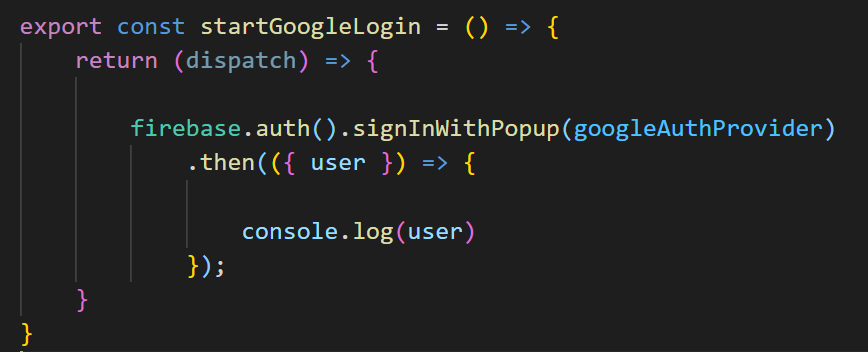 export const startGoogleLogin = () => {
    return (dispatch) => {
        firebase.auth().signInWithPopup(googleAuthProvider)
            .then(({ user }) => {
                console.log(user)
            });
    }
}